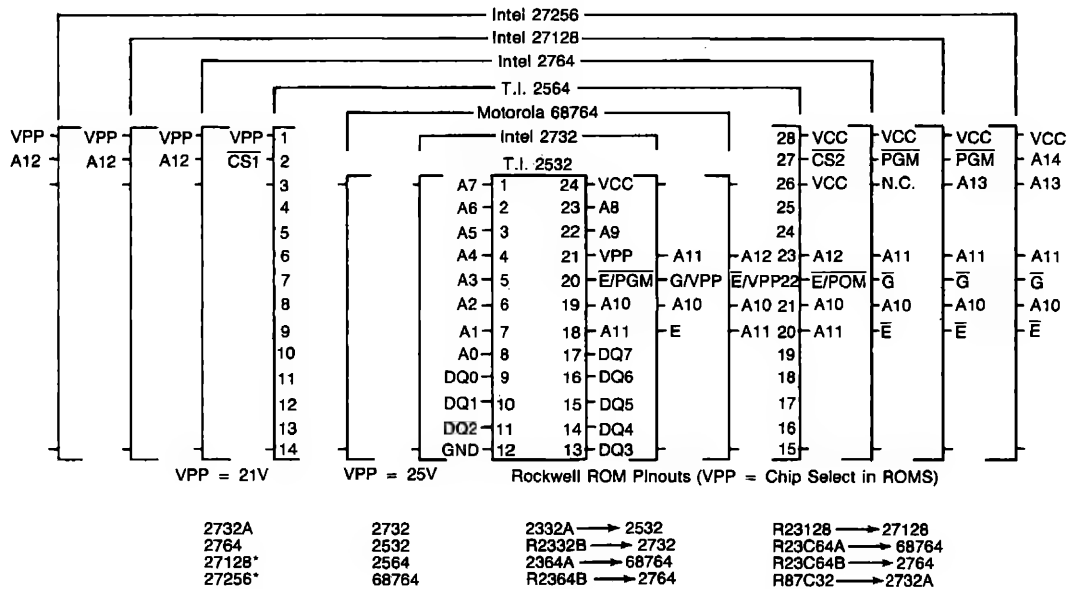 Intel 27256
Intel 27128
Intel 2764
T.I. 2564
Motorola 68764
Intel 2732
T.I. 2532
VPP VPP VPP VPP 1 28 VCC VCC VCC VCC
A12 A12 A12 CS1 2 27 CS2 PGM PGM A14
3 A7 1 24 VCC 26 VCC N.C. A13 A13
4 A6 2 23 A8 25
5 A5 3 22 A9 24
6 A4 4 21 VPP A11 A12 23 A12 A11 A11 A11
7 A3 5 20 E/PGM G/VPP E/VPP 22 E/POM G G G
8 A2 6 19 A10 A10 A10 21 A10 A10 A10 A10
9 A1 7 18 A11 E A11 20 A11 E E E
10 A0 8 17 DQ7 19
11 DQ0 9 16 DQ6 18
12 DQ1 10 15 DQ5 17
13 DQ2 11 14 DQ4 16
14 GND 12 13 DQ3 15
VPP = 21V VPP = 25V Rockwell ROM Pinouts (VPP = Chip Select in ROMS)
2732A 2732 2332A → 2532 R23128 → 27128
2764 2532 R2332B → 2732 R23C64A → 68764
27128* 2564 2364A → 68764 R23C64B → 2764
27256* 68764 R2364B → 2764 R87C32 → 2732A